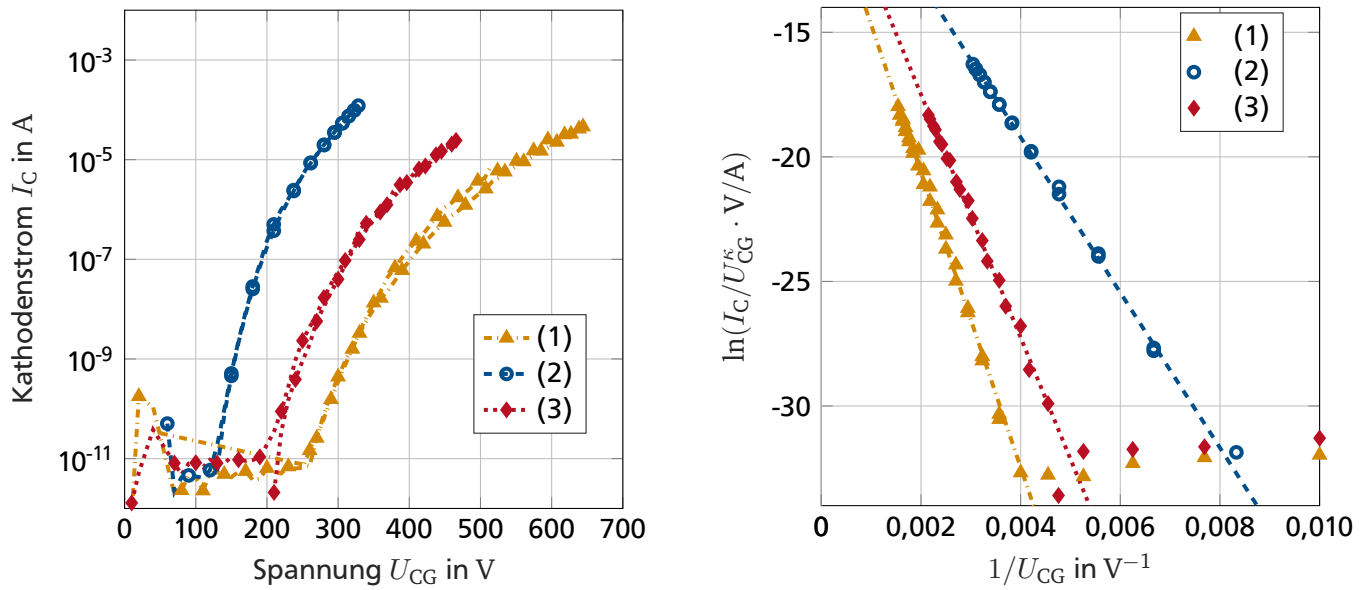 10⁻³
10⁻⁵
10⁻⁷
10⁻⁹
10⁻¹¹
Kathodenstrom I_C in A
0 100 200 300 400 500 600 700
Spannung U_CG in V
(1)
(2)
(3)
-15
-20
-25
-30
ln(I_C/U_CG^κ · V/A)
0 0,002 0,004 0,006 0,008 0,010
1/U_CG in V⁻¹
(1)
(2)
(3)